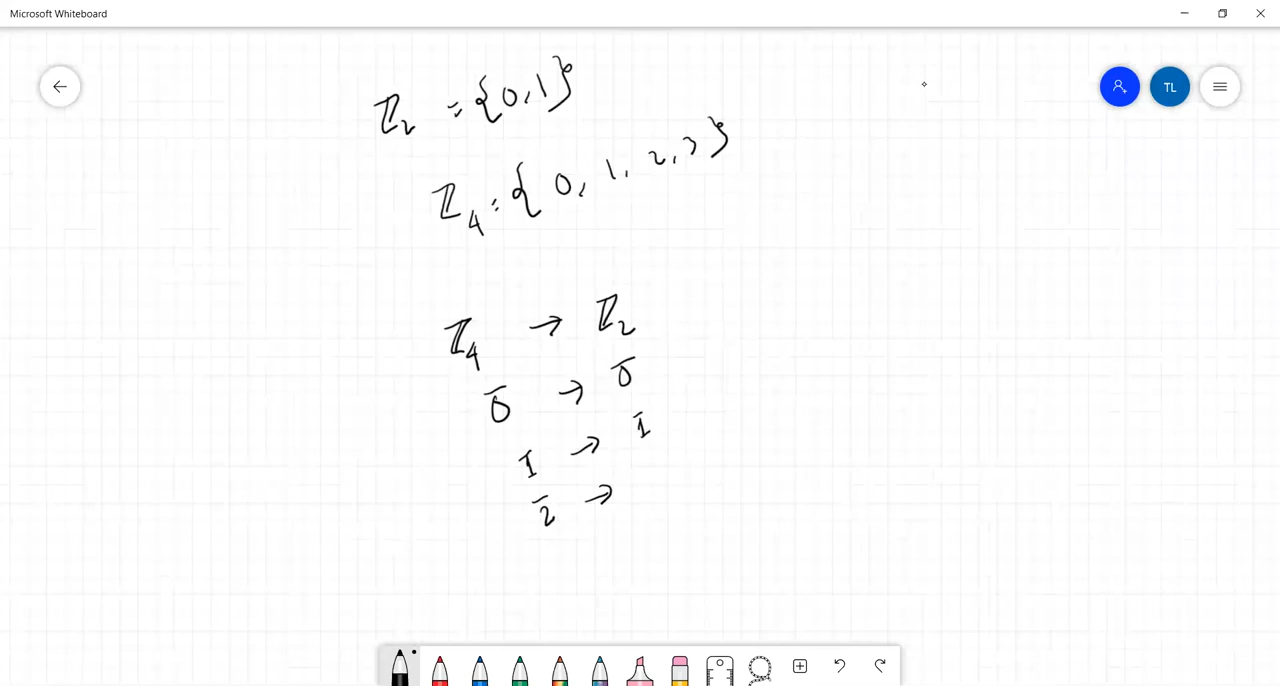 Microsoft Whiteboard
TL
ℤ₂ = {0, 1}
ℤ₄ = {0, 1, 2, 3}
ℤ₄ → ℤ₂
0̄ → 0̄
1̄ → 1̄
2̄ →